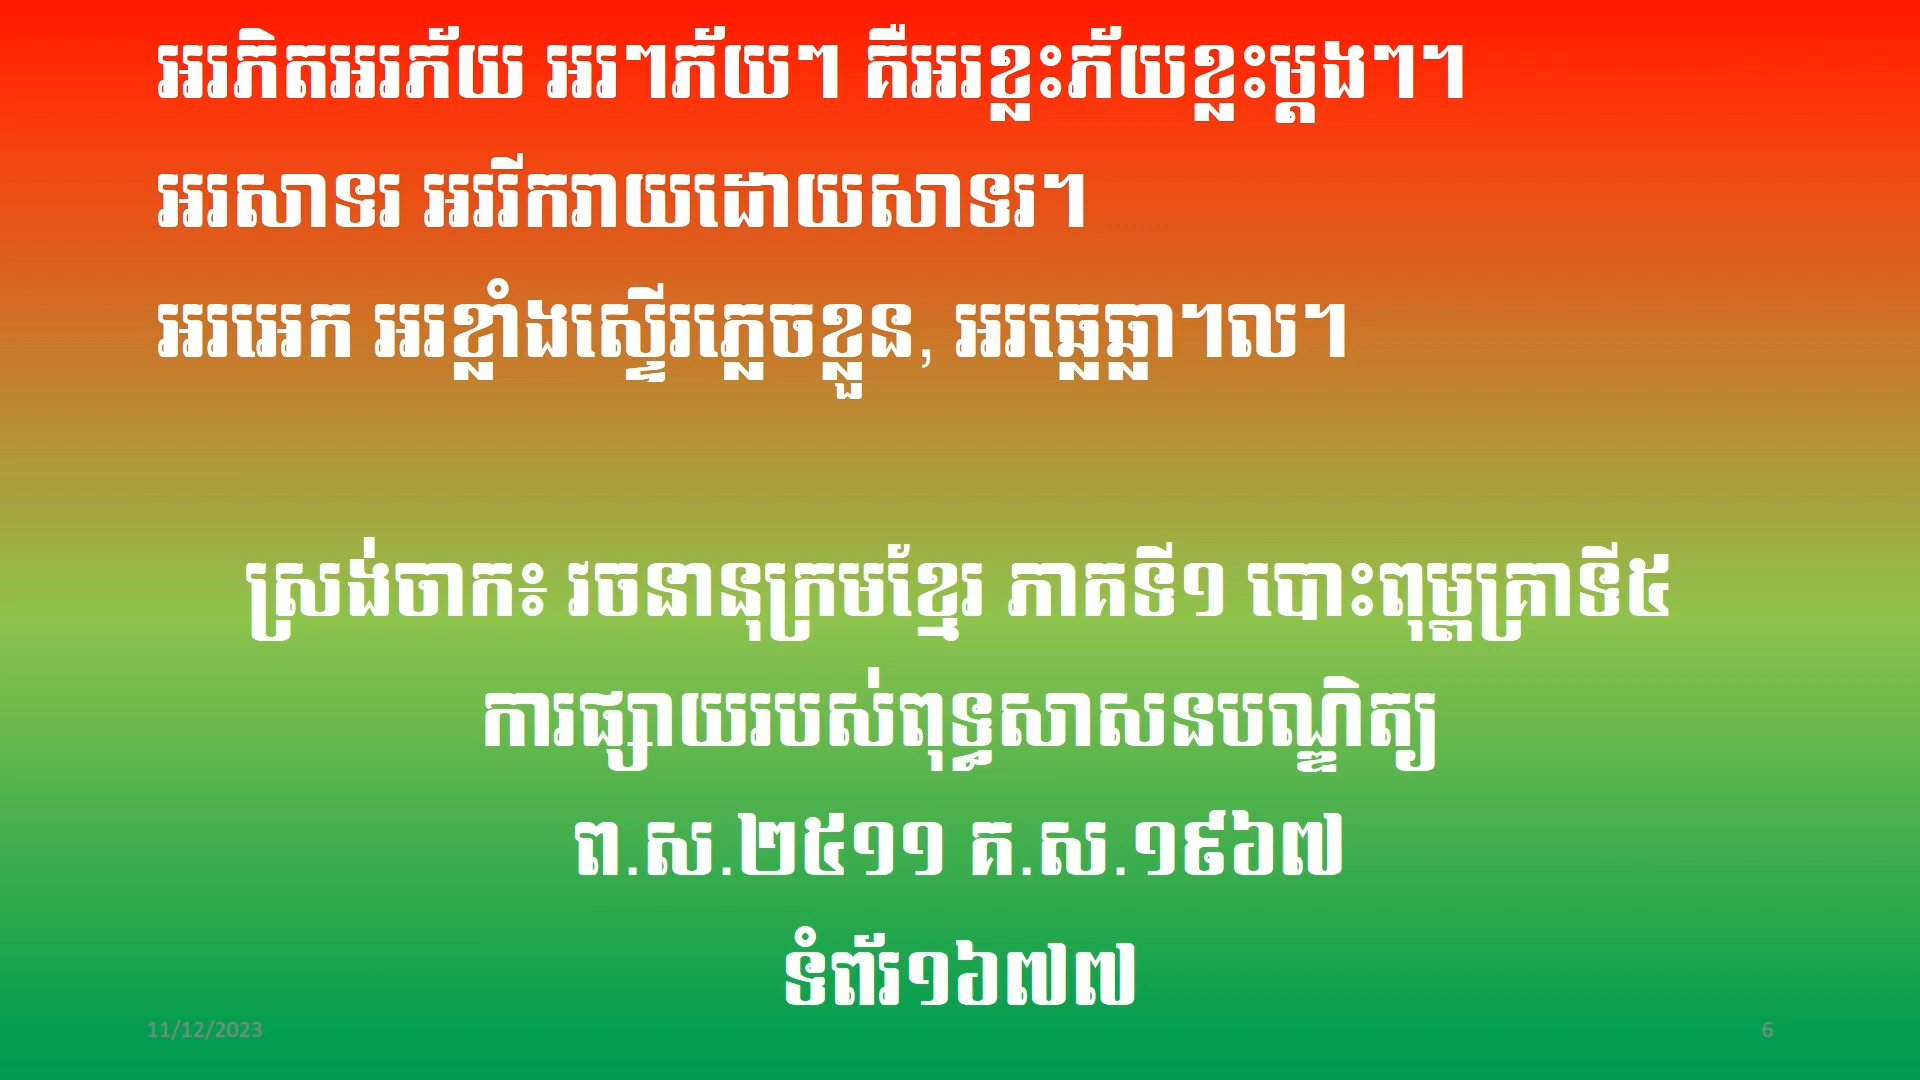 អរភិតអរភ័យ អរៗភ័យៗ គឺអរខ្លះភ័យខ្លះម្ដងៗ។
អរសាទរ អររីករាយដោយសាទរ។
អរអេក អរខ្លាំងស្ទើរភ្លេចខ្លួន, អរឆ្លេឆ្លា។ល។
ស្រង់ចាក៖ វចនានុក្រមខ្មែរ ភាគទី១ បោះពុម្ពគ្រាទី៥
ការផ្សាយរបស់ពុទ្ធសាសនបណ្ឌិត្យ
ព.ស.២៥១១ គ.ស.១៩៦៧
ទំព័រ១៦៧៧
11/12/2023
6